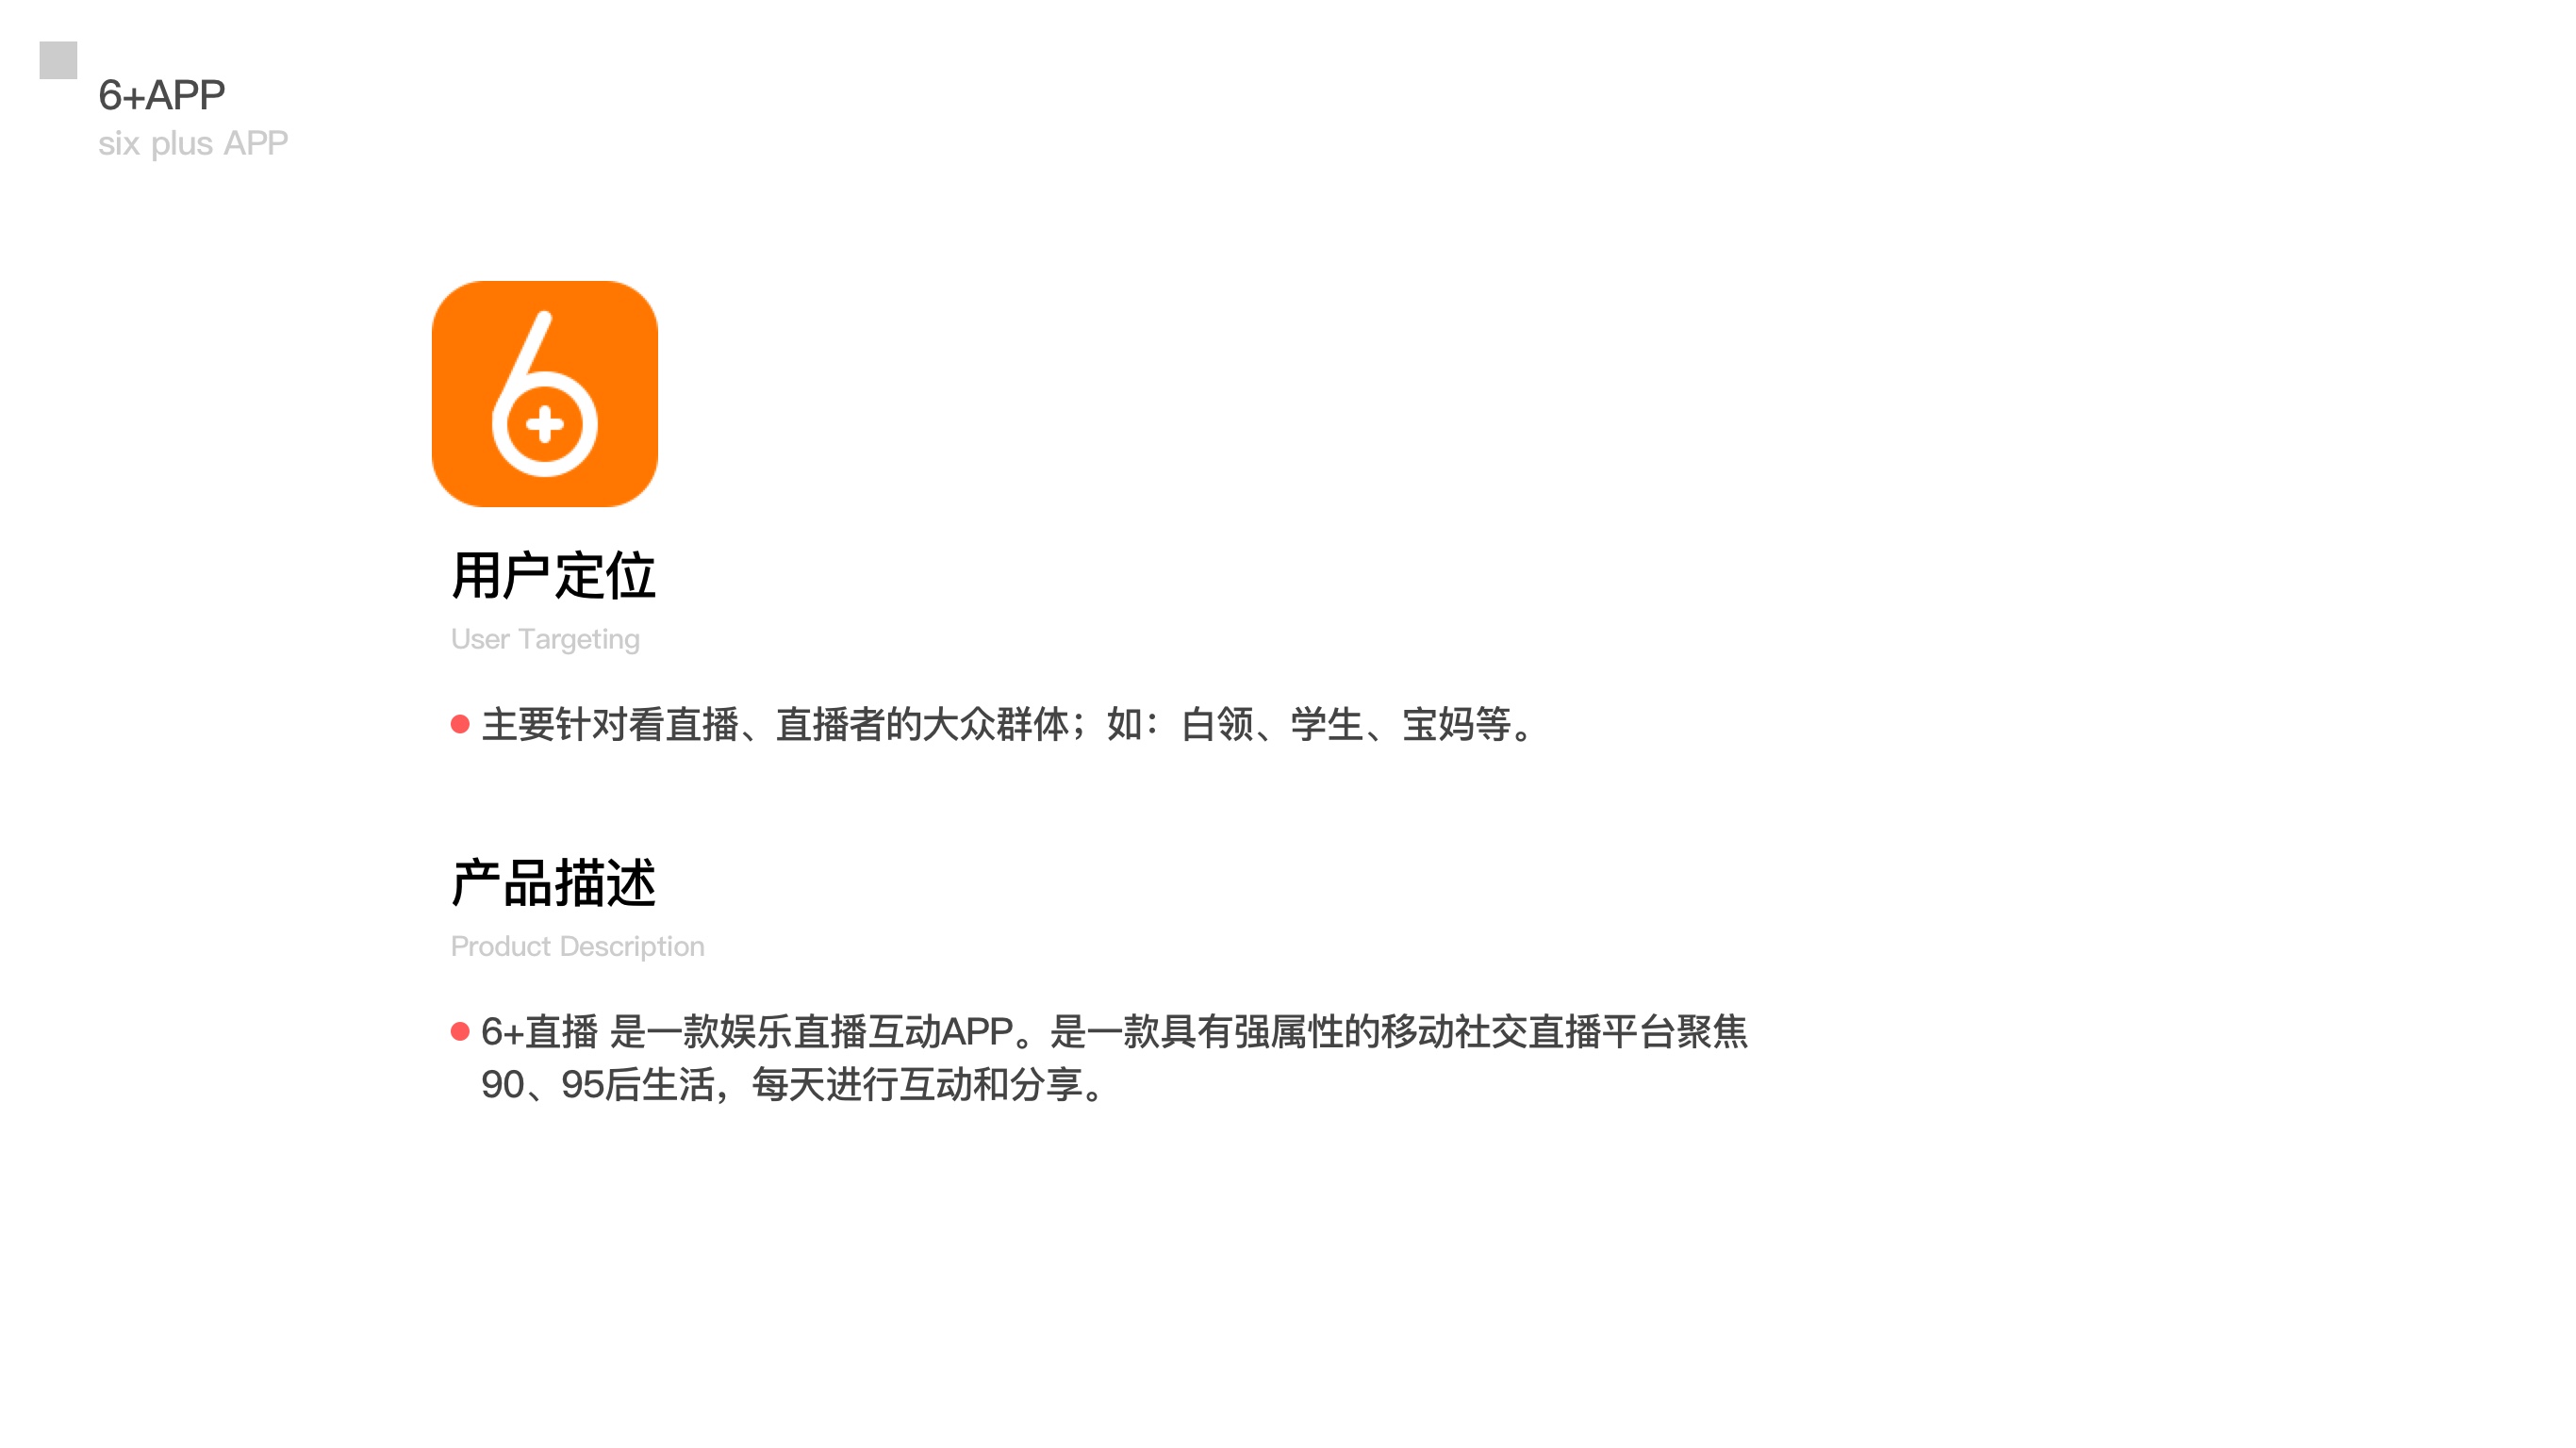 6+APP
six plus APP
6+
用户定位
User Targeting
主要针对看直播、直播者的大众群体；如：白领、学生、宝妈等。
产品描述
Product Description
6+直播 是一款娱乐直播互动APP。是一款具有强属性的移动社交直播平台聚焦
90、95后生活，每天进行互动和分享。